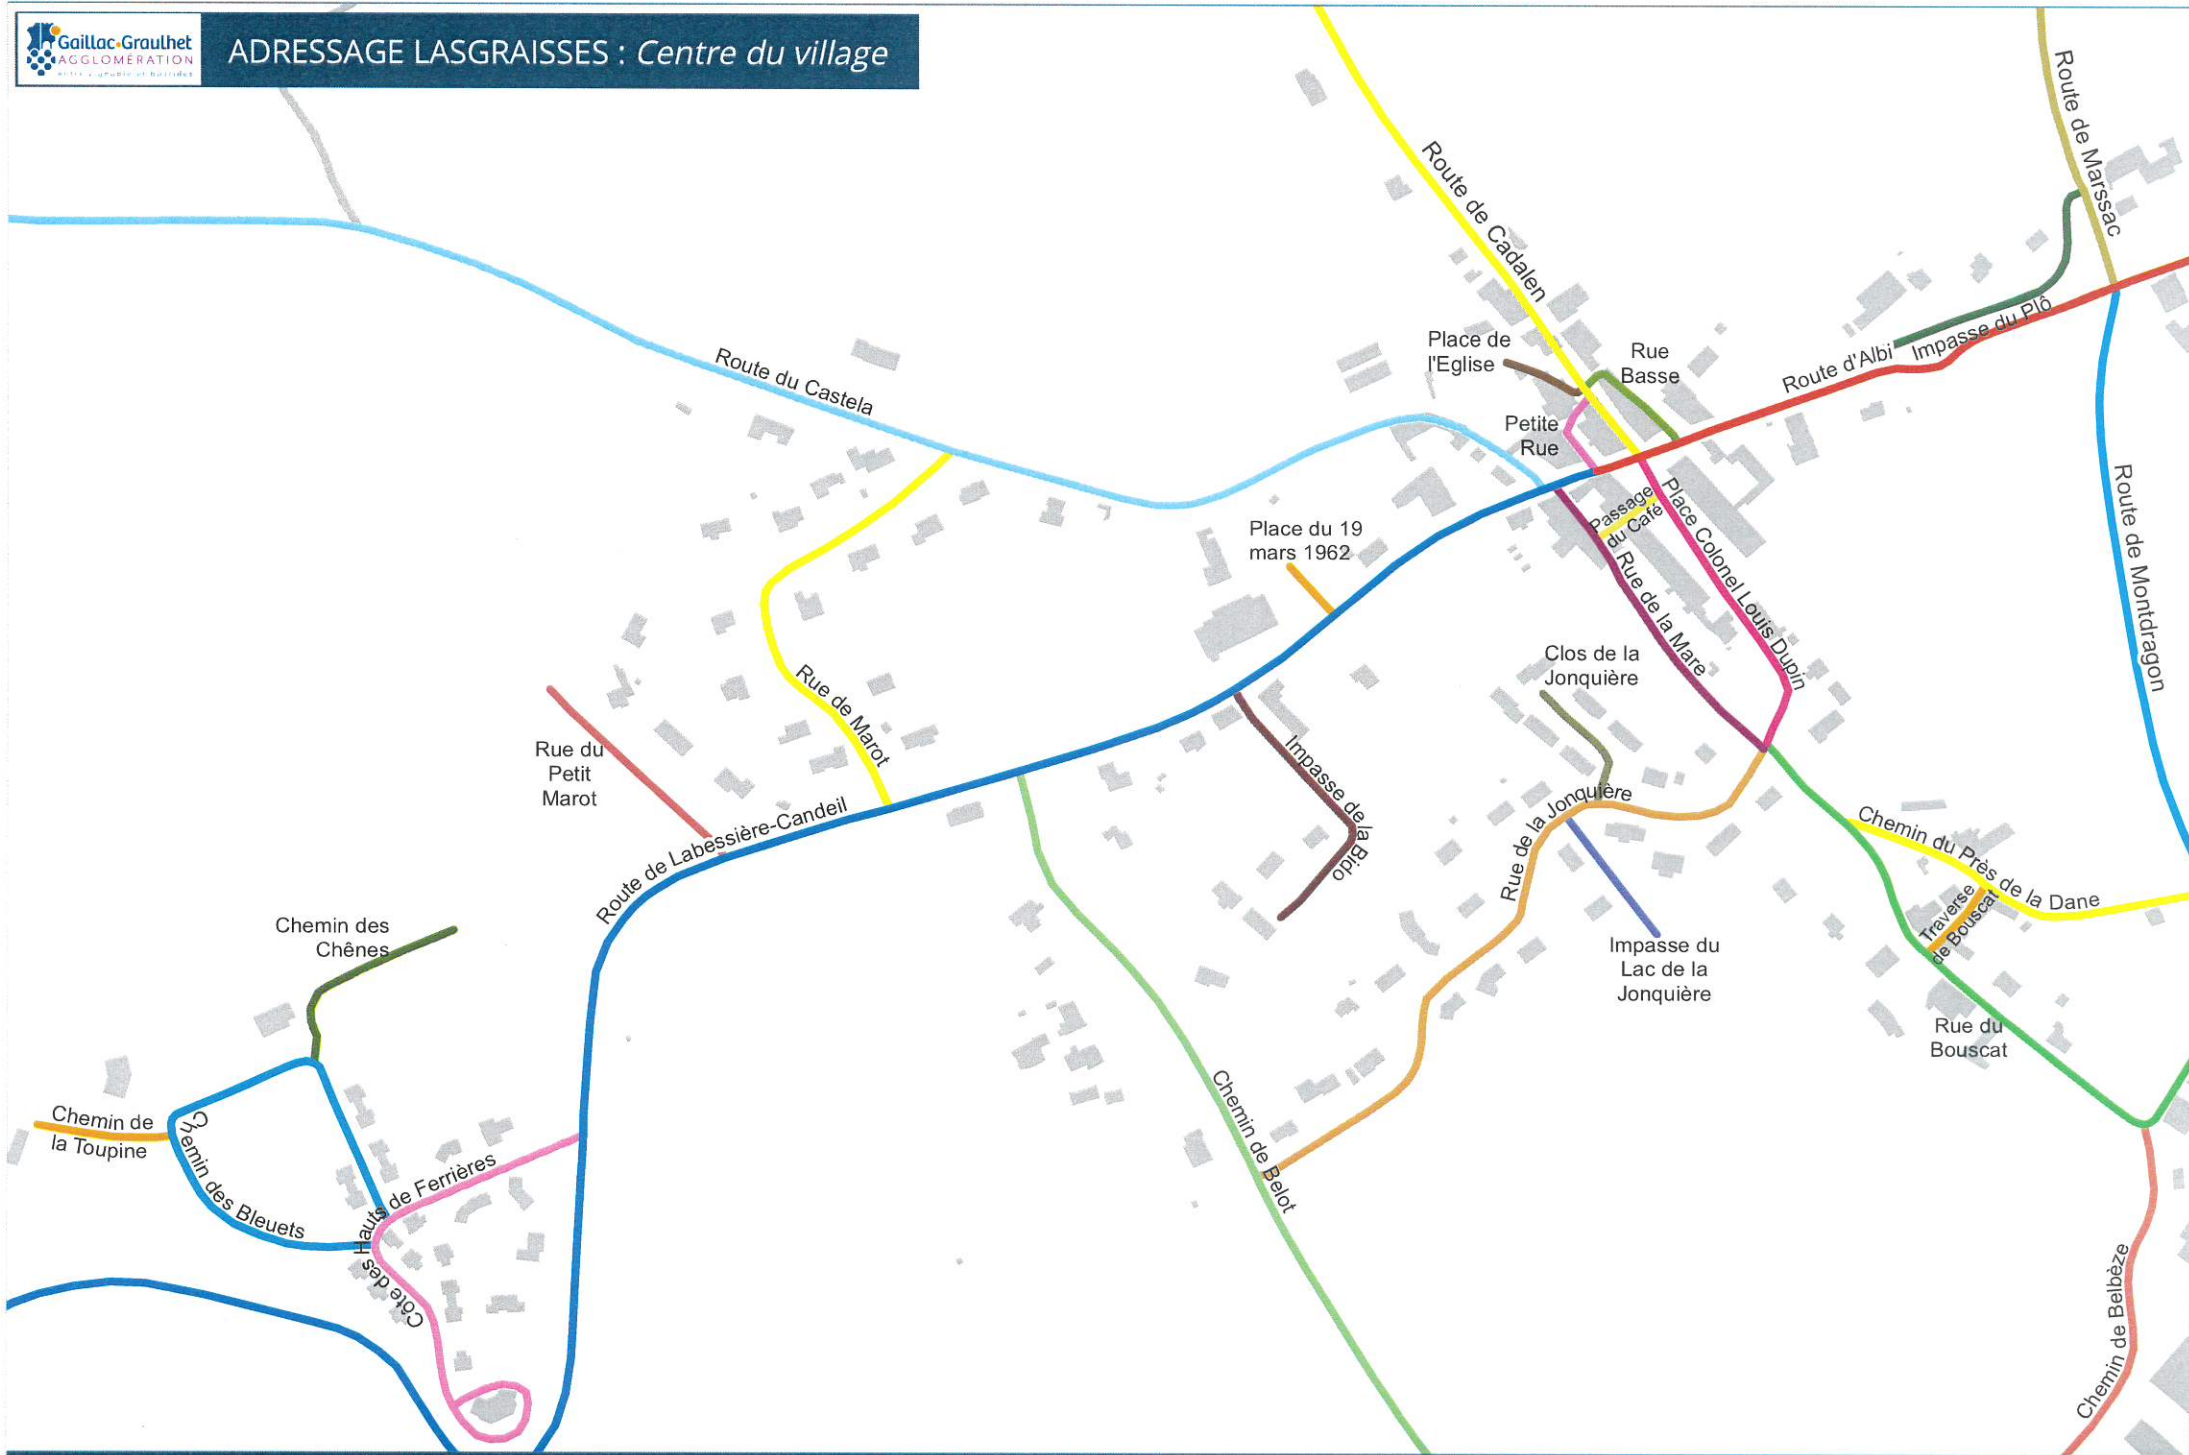 Gaillac-Graulhet
AGGLOMÉRATION
ADRESSAGE LASGRAISSES : Centre du village
Route de Marssac
Route de Cadalen
Place de
l'Eglise
Rue
Basse
Route d'Albi
Impasse du Plô
Petite
Rue
Route du Castela
Passage
du Café
Place Colonel Louis Dupin
Route de Montdragon
Place du 19
mars 1962
Rue de la Mare
Clos de la
Jonquière
Rue de Marot
Rue du
Petit
Marot
Impasse de la Bido
Rue de la Jonquière
Route de Labessière-Candeil
Chemin du Près de la Dane
Traverse
de Bouscat
Chemin des
Chênes
Impasse du
Lac de la
Jonquière
Rue du
Bouscat
Chemin de
la Toupine
Chemin des Bleuets
Côte des Hauts de Ferrières
Chemin de Belot
Chemin de Belbèze